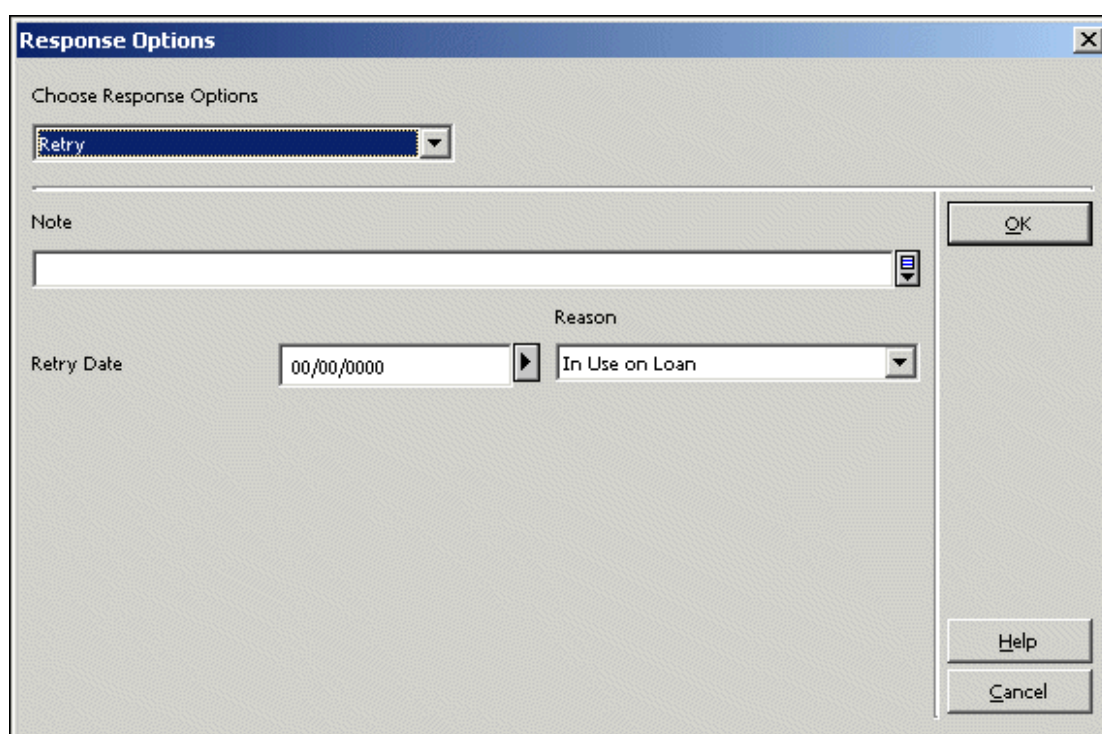 Response Options
Choose Response Options
Retry
Note
OK
Reason
Retry Date 00/00/0000 In Use on Loan
Help
Cancel